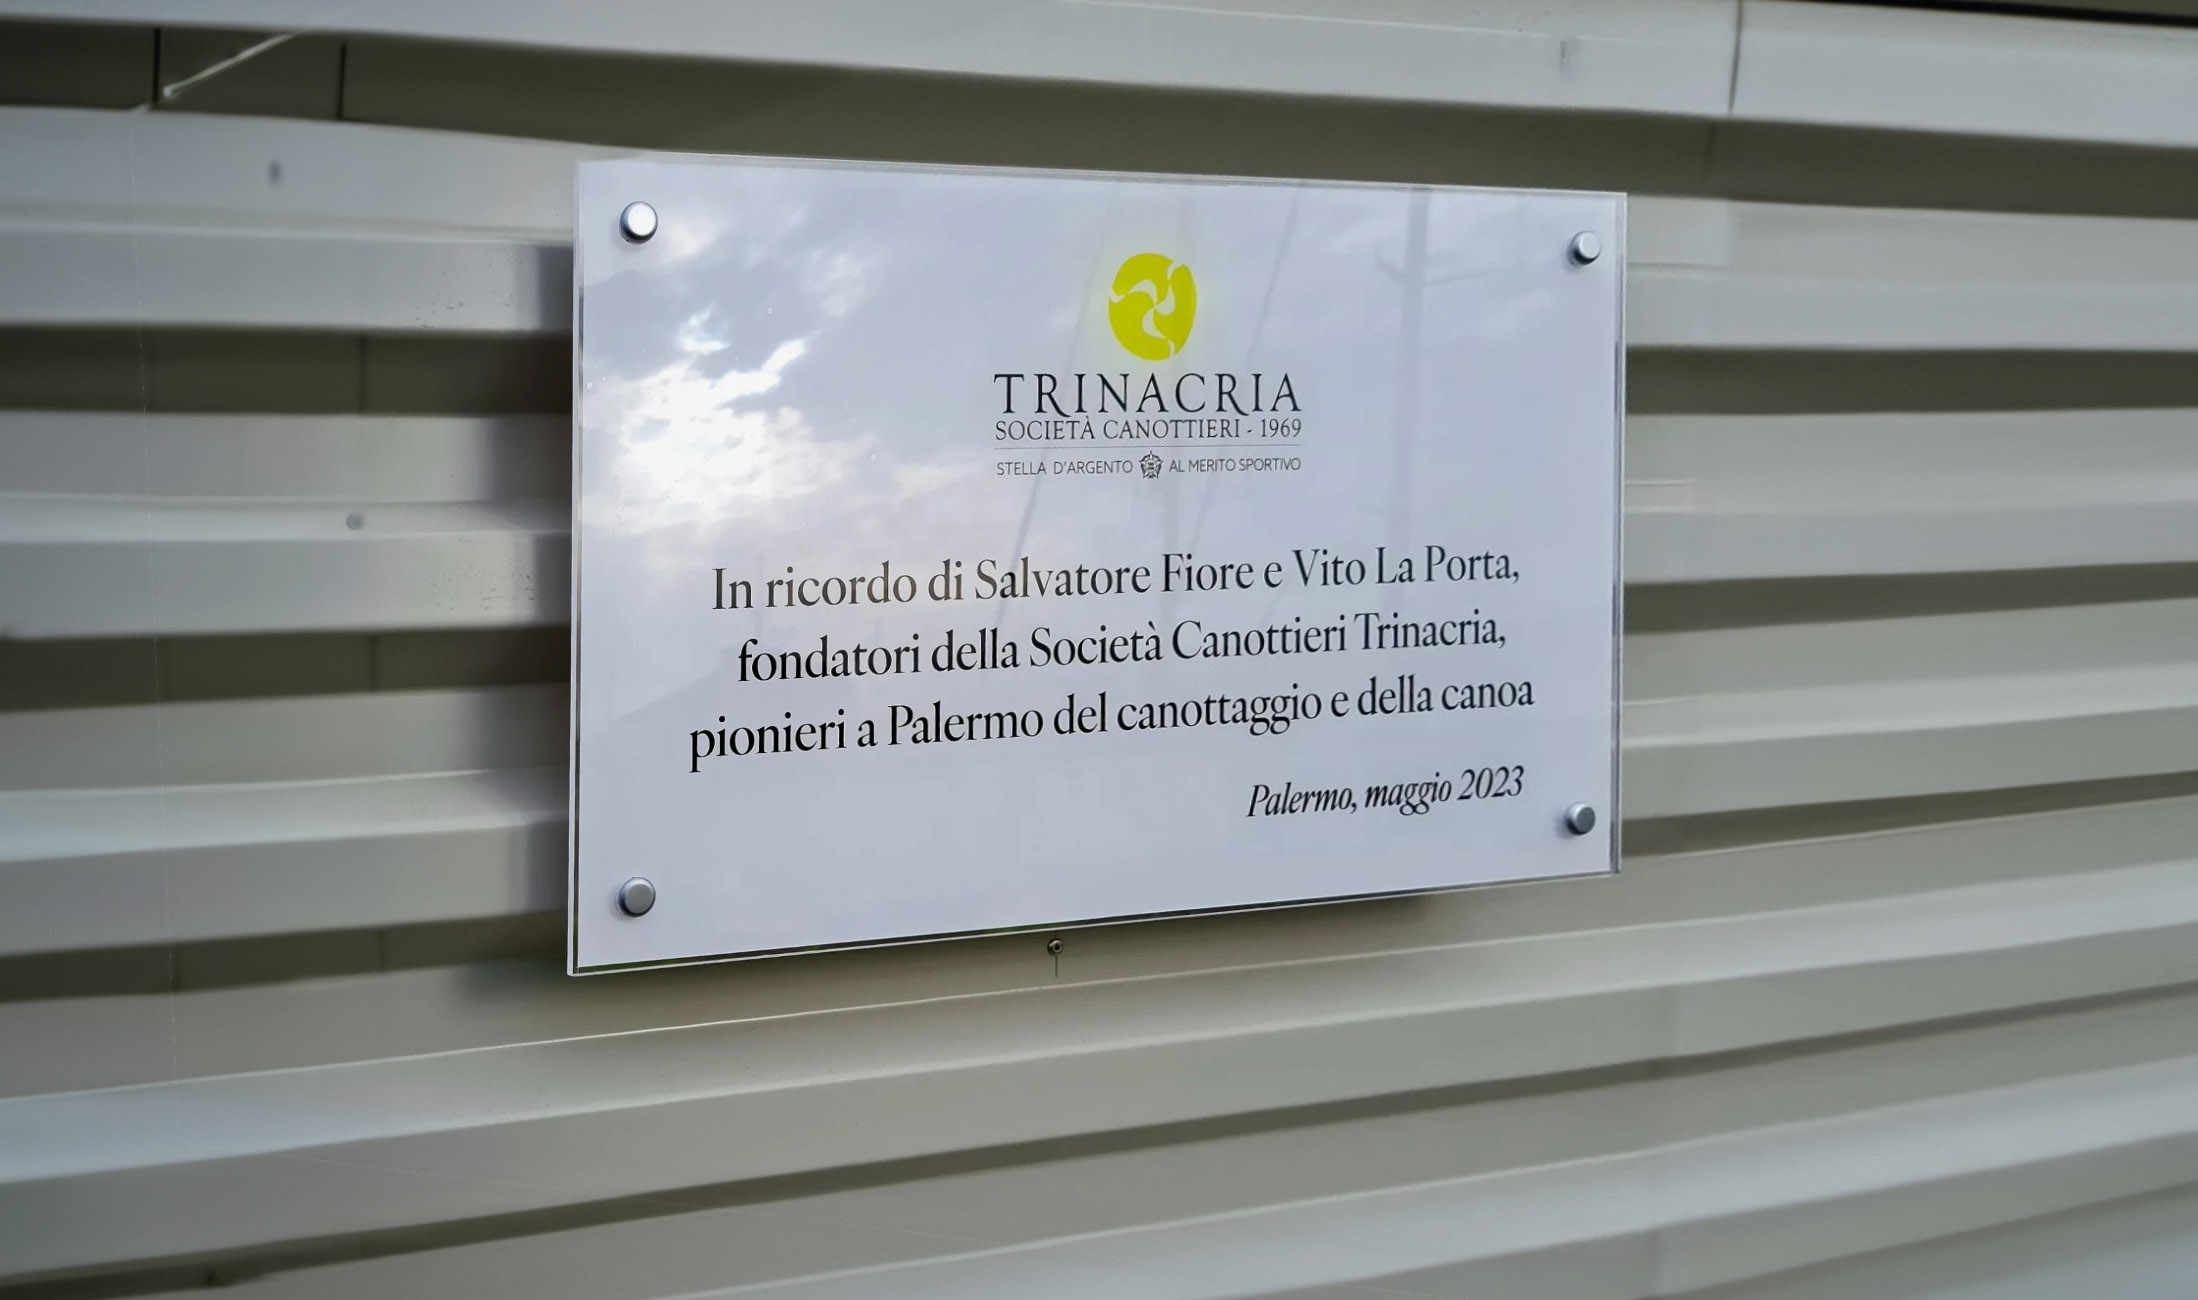 TRINACRIA
SOCIETÀ CANOTTIERI - 1969
STELLA D'ARGENTO AL MERITO SPORTIVO
In ricordo di Salvatore Fiore e Vito La Porta,
fondatori della Società Canottieri Trinacria,
pionieri a Palermo del canottaggio e della canoa
Palermo, maggio 2023